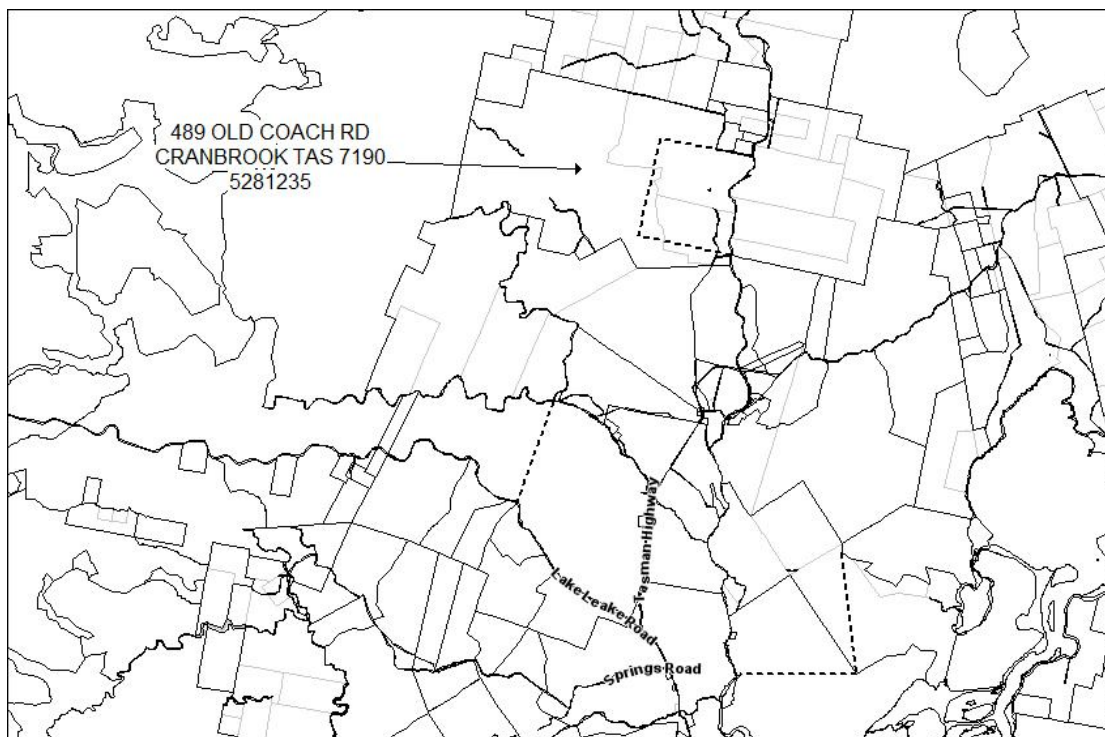 489 OLD COACH RD
CRANBROOK TAS 7190
5281235
Tasman Highway
Lake Leake Road
Springs Road